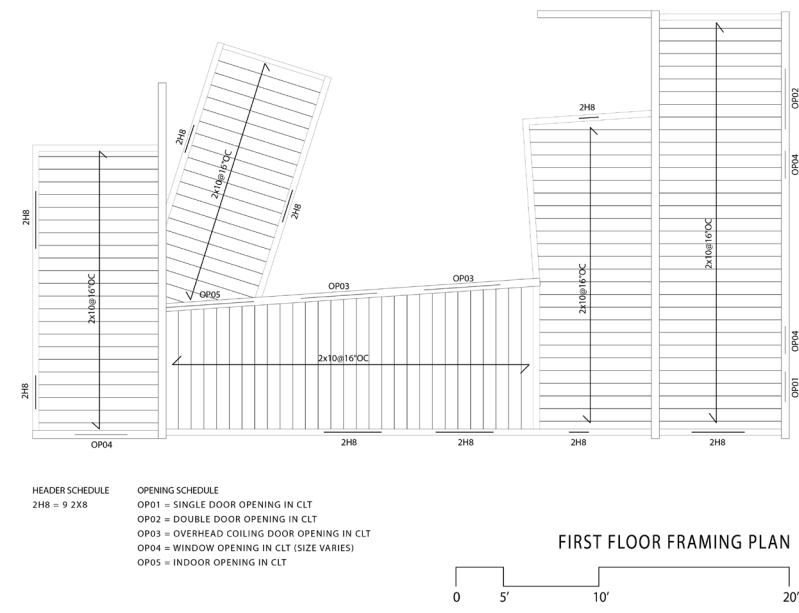 2H8
OP02
2H8
OP04
2H8
2x10@16"OC
2H8
2H8
2x10@16"OC
2x10@16"OC
2x10@16"OC
OP03
OP03
OP05
OP04
2x10@16"OC
2H8
OP01
OP04
2H8
2H8
2H8
2H8
HEADER SCHEDULE
2H8 = 9 2X8
OPENING SCHEDULE
OP01 = SINGLE DOOR OPENING IN CLT
OP02 = DOUBLE DOOR OPENING IN CLT
OP03 = OVERHEAD COILING DOOR OPENING IN CLT
OP04 = WINDOW OPENING IN CLT (SIZE VARIES)
OP05 = INDOOR OPENING IN CLT
FIRST FLOOR FRAMING PLAN
0 5' 10' 20'